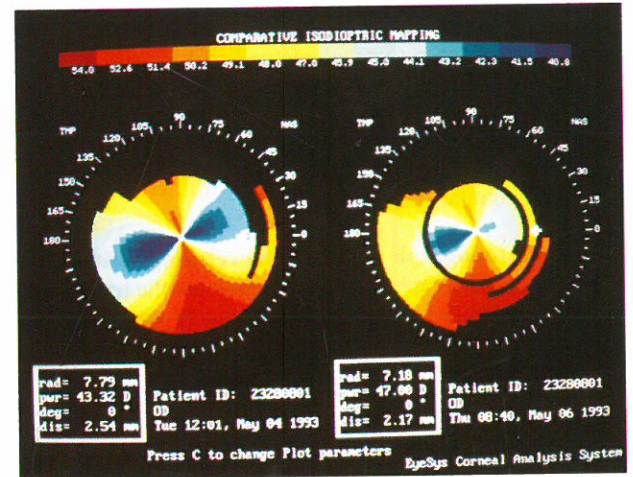 COMPARATIVE ISODIOPTRIC MAPPING
54.0 52.6 51.4 50.2 49.1 48.0 47.0 45.9 45.0 44.1 43.2 42.3 41.5 40.8
TMP 135 120 105 90 75 60 45 NAS
150 30
165 15
180 0
TMP 135 120 105 90 75 60 45 NAS
150 30
165 15
180 0
rad= 7.79 mm
pwr= 43.32 D
deg= 0 °
dis= 2.54 mm
Patient ID: 23280801
OD
Tue 12:01, May 04 1993
rad= 7.18 mm
pwr= 47.00 D
deg= 0 °
dis= 2.17 mm
Patient ID: 23280801
OD
Thu 08:40, May 06 1993
Press C to change Plot parameters
EyeSys Corneal Analysis System